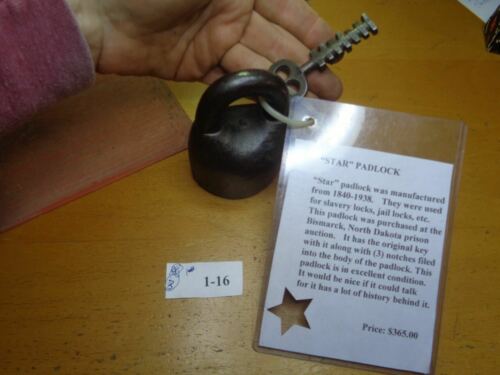 "STAR" PADLOCK
"Star" padlock was manufactured
from 1840-1938. They were used
for slavery locks, jail locks, etc.
This padlock was purchased at the
Bismarck, North Dakota prison
auction. It has the original key
with it along with (3) notches filed
into the body of the padlock. This
padlock is in excellent condition.
It would be nice if it could talk
for it has a lot of history behind it.
Price: $365.00
1-16